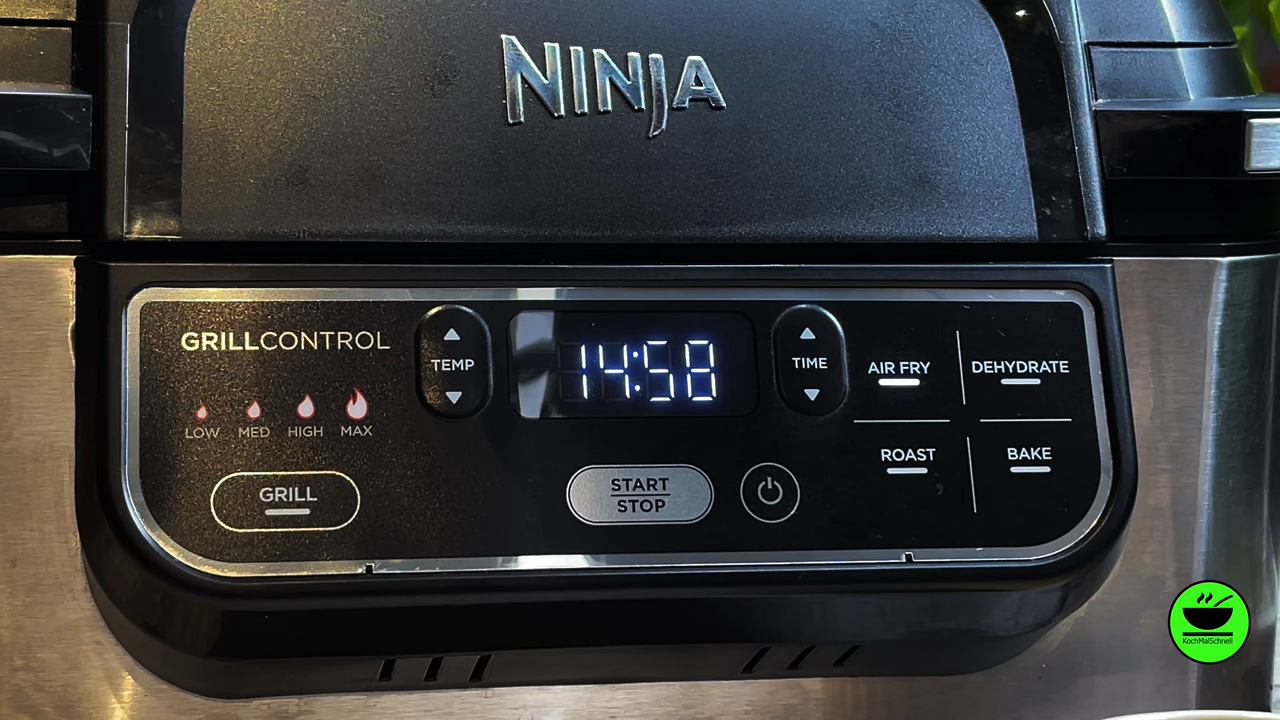 NINJA
GRILLCONTROL
LOW MED HIGH MAX
GRILL
TEMP
14:58
TIME
START
STOP
AIR FRY
DEHYDRATE
ROAST
BAKE
KochMalSchnell